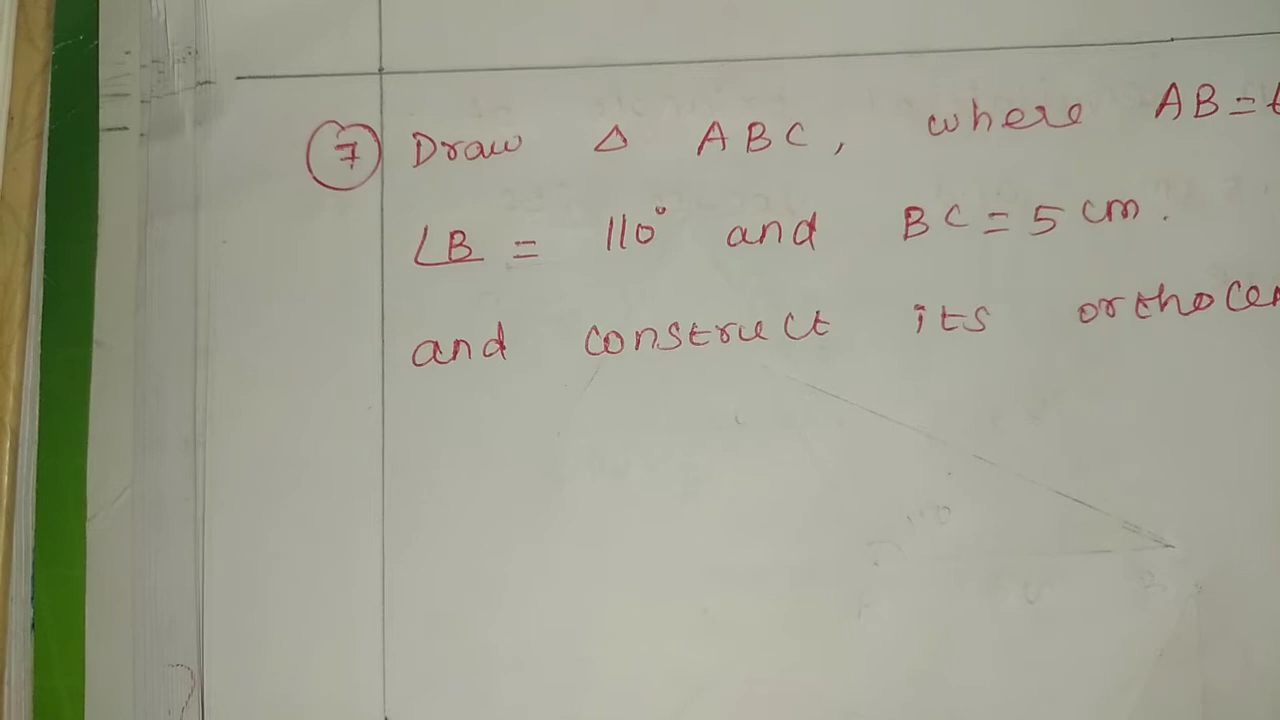 7 Draw Δ ABC, where AB=
∠B = 110° and BC=5 cm.
and construct its